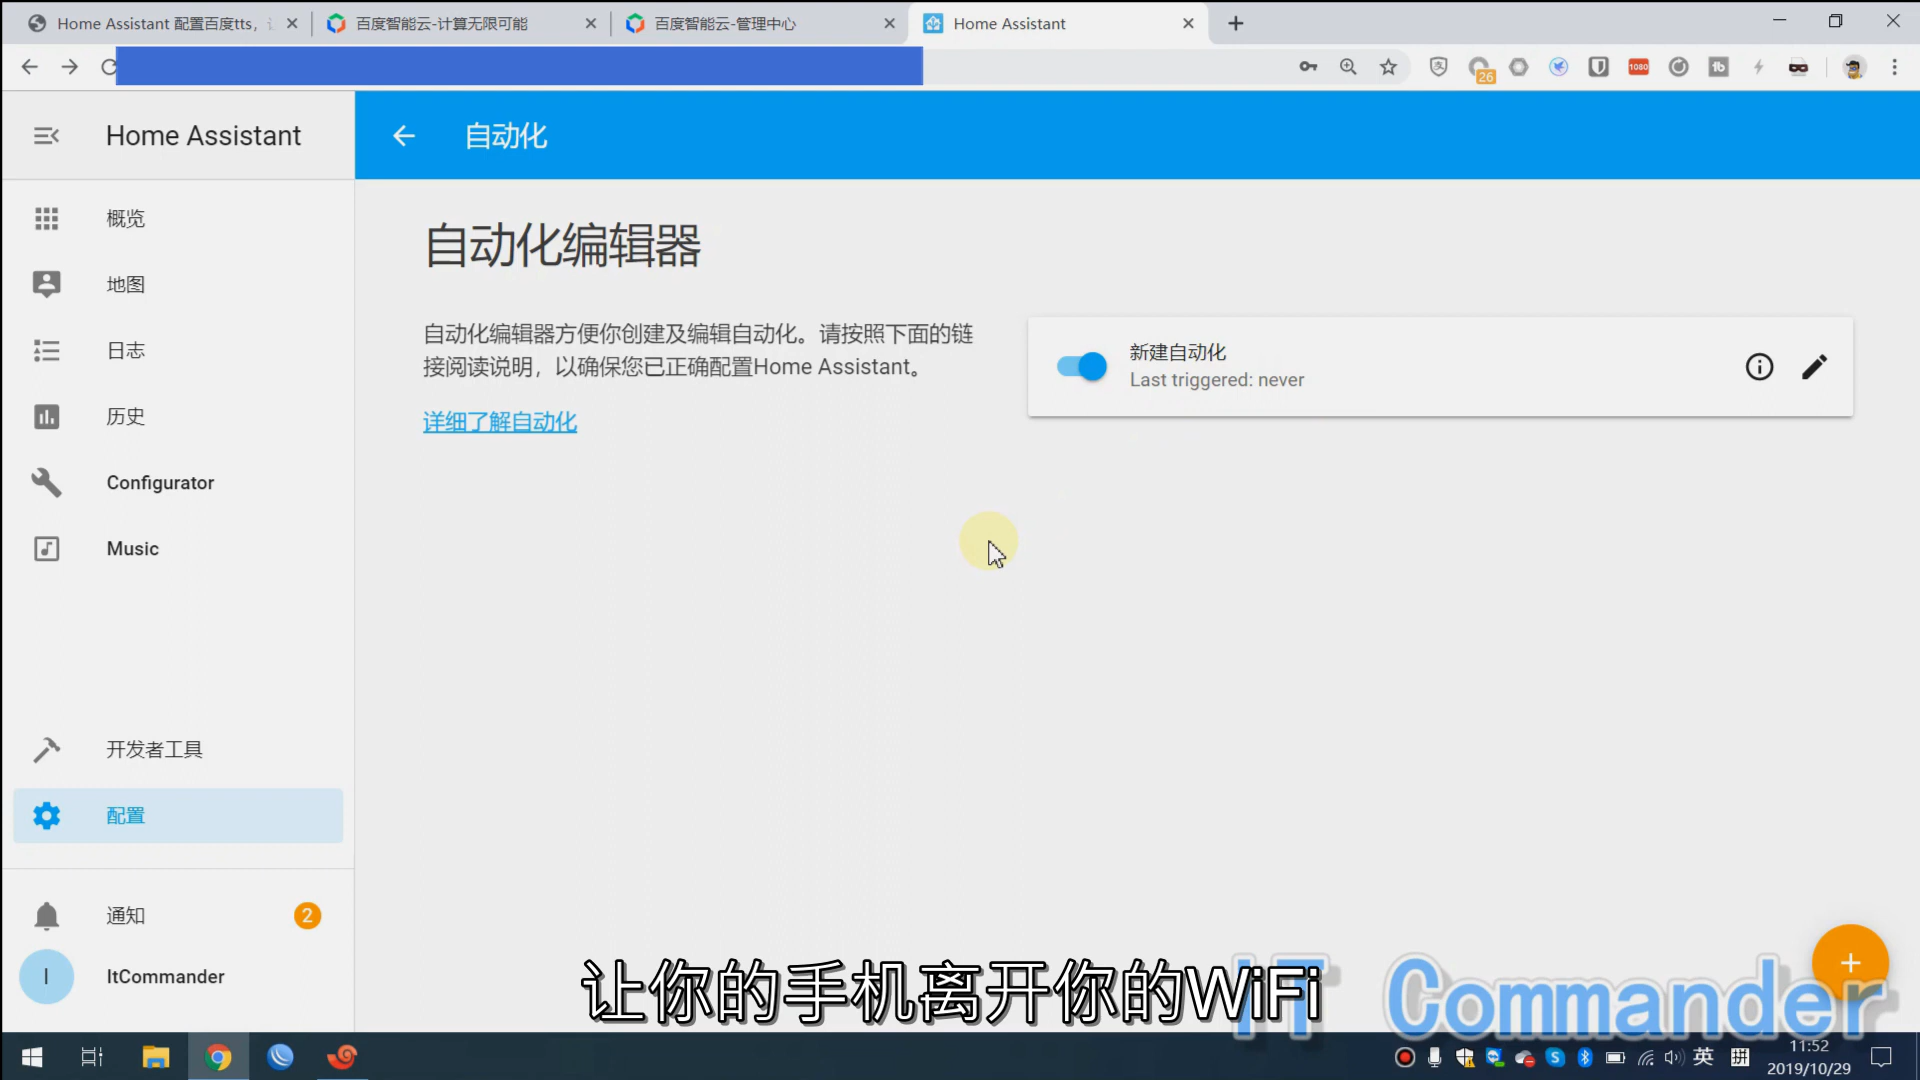 Home Assistant 配置百度tts,
百度智能云-计算无限可能
百度智能云-管理中心
Home Assistant
26
1080
Home Assistant
自动化
概览
地图
日志
历史
Configurator
Music
开发者工具
配置
通知
2
I
ItCommander
自动化编辑器
自动化编辑器方便你创建及编辑自动化。请按照下面的链
接阅读说明，以确保您已正确配置Home Assistant。
详细了解自动化
新建自动化
Last triggered: never
让你的手机离开你的WiFi
IT Commander
英
拼
11:52
2019/10/29